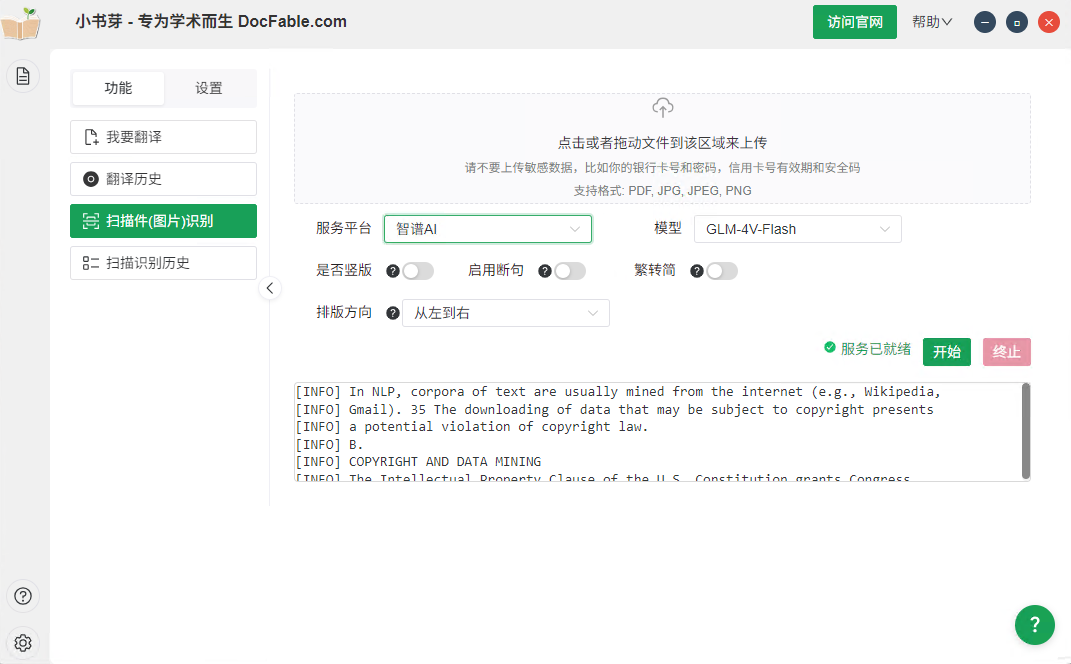 小书芽 - 专为学术而生 DocFable.com
访问官网
帮助
功能
设置
我要翻译
翻译历史
扫描件(图片)识别
扫描识别历史
点击或者拖动文件到该区域来上传
请不要上传敏感数据，比如你的银行卡号和密码，信用卡号有效期和安全码
支持格式: PDF, JPG, JPEG, PNG
服务平台 智谱AI 模型 GLM-4V-Flash
是否竖版 ? 启用断句 ? 繁转简 ?
排版方向 ? 从左到右
服务已就绪 开始 终止
[INFO] In NLP, corpora of text are usually mined from the internet (e.g., Wikipedia,
[INFO] Gmail). 35 The downloading of data that may be subject to copyright presents
[INFO] a potential violation of copyright law.
[INFO] B.
[INFO] COPYRIGHT AND DATA MINING
[INFO] The Intellectual Property Clause of the U.S. Constitution grants Congress
?
?